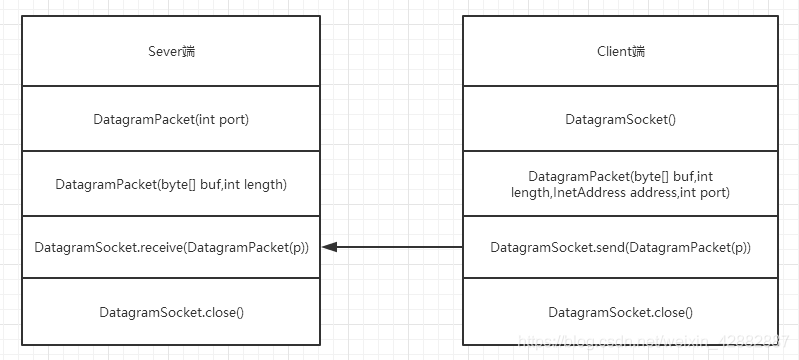 Sever端
DatagramPacket(int port)
DatagramPacket(byte[] buf,int length)
DatagramSocket.receive(DatagramPacket(p))
DatagramSocket.close()
Client端
DatagramSocket()
DatagramPacket(byte[] buf,int
length,InetAddress address,int port)
DatagramSocket.send(DatagramPacket(p))
DatagramSocket.close()